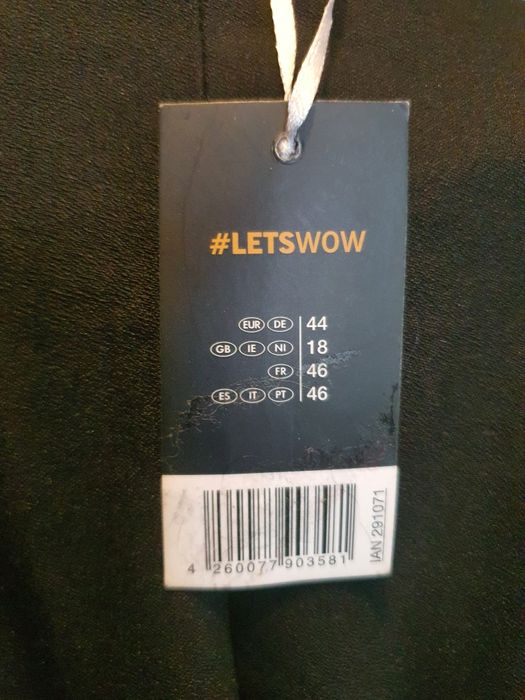 #LETSWOW
EUR DE 44
GB IE NI 18
FR 46
ES IT PT 46
4 260077 903581
IAN 291071